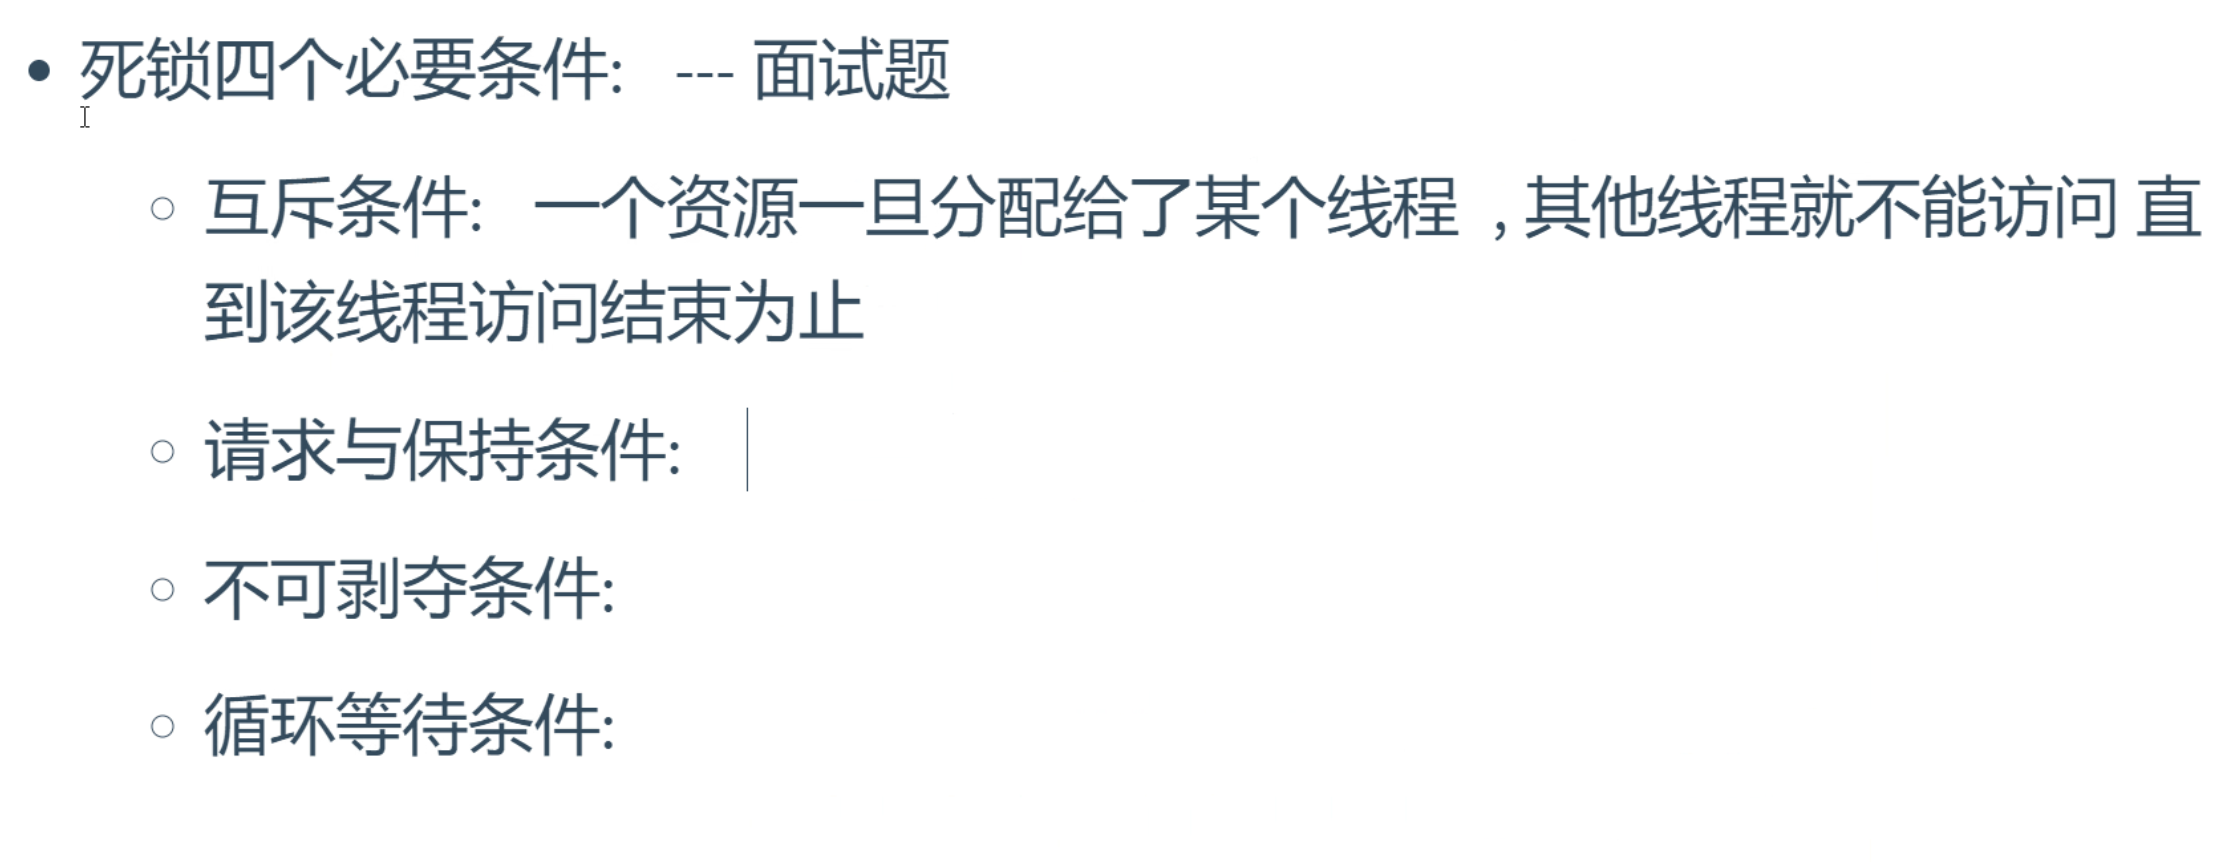 死锁四个必要条件: --- 面试题
互斥条件: 一个资源一旦分配给了某个线程 , 其他线程就不能访问 直
到该线程访问结束为止
请求与保持条件:
不可剥夺条件:
循环等待条件: